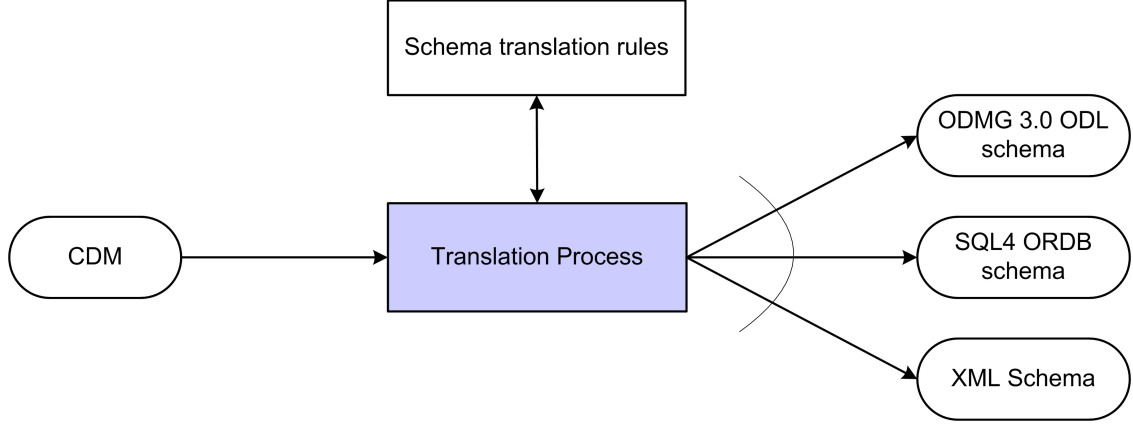 Schema translation rules
ODMG 3.0 ODL
schema
CDM
Translation Process
SQL4 ORDB
schema
XML Schema